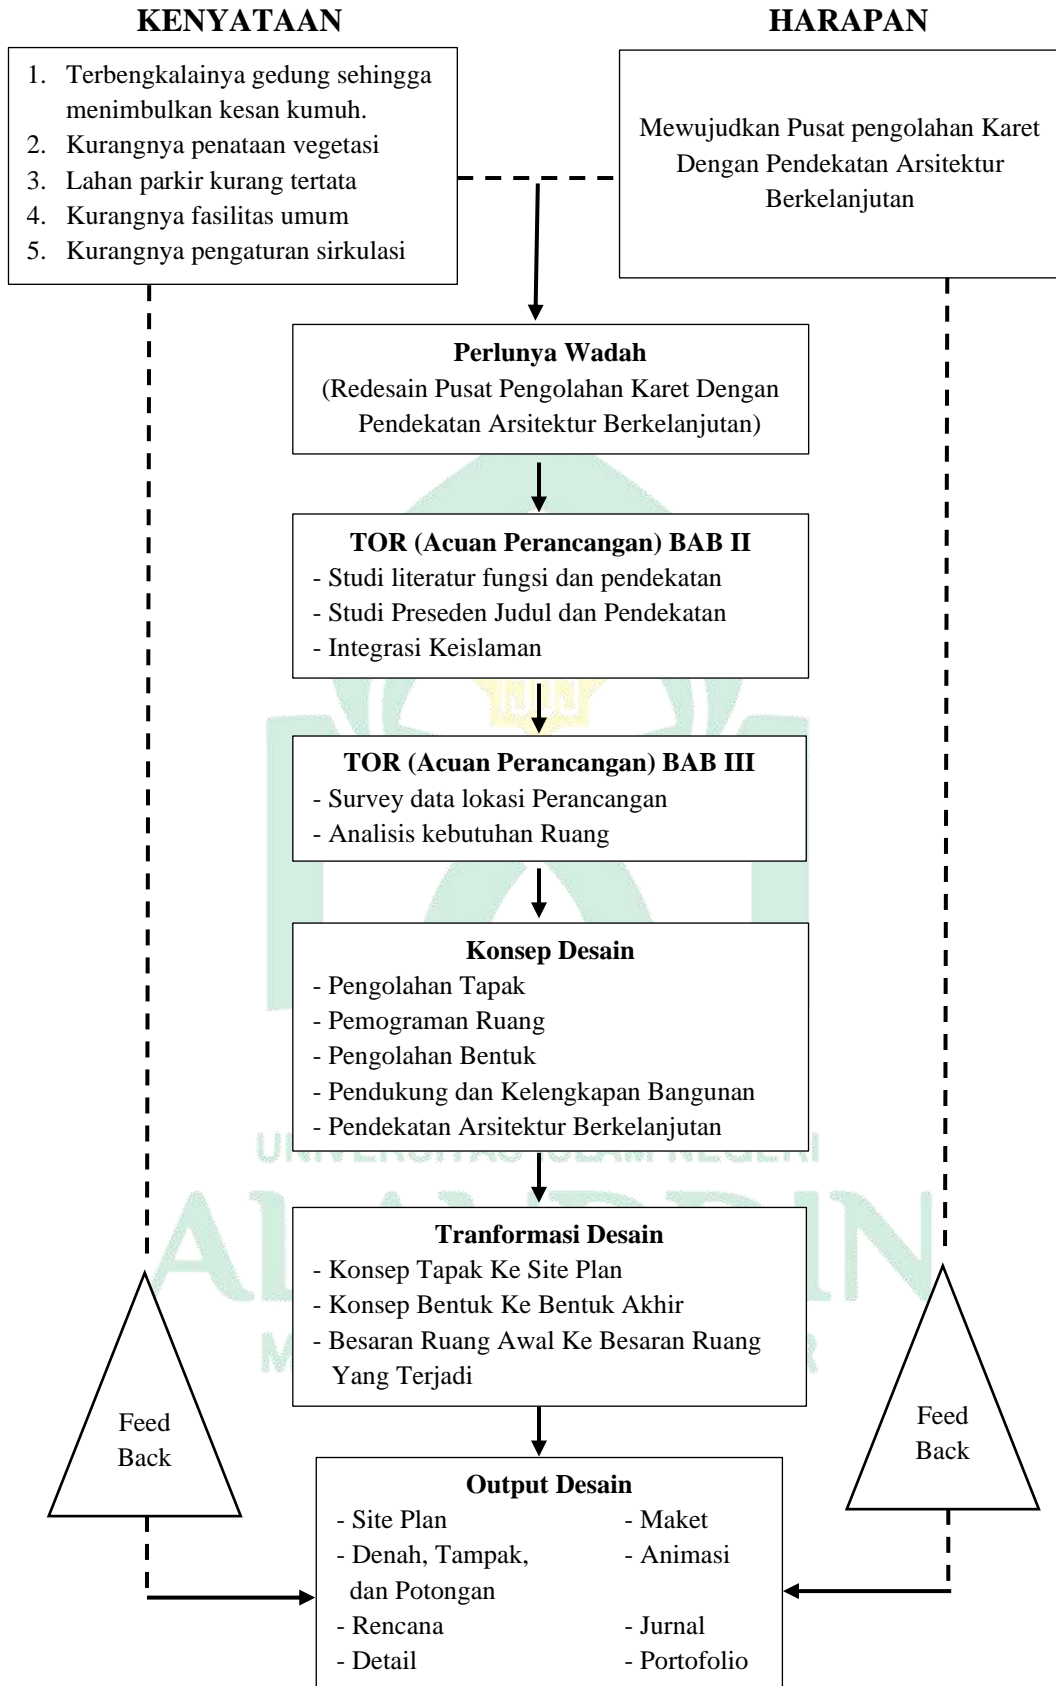 KENYATAAN
HARAPAN
1. Terbengkalainya gedung sehingga
menimbulkan kesan kumuh.
2. Kurangnya penataan vegetasi
3. Lahan parkir kurang tertata
4. Kurangnya fasilitas umum
5. Kurangnya pengaturan sirkulasi
Mewujudkan Pusat pengolahan Karet
Dengan Pendekatan Arsitektur
Berkelanjutan
Perlunya Wadah
(Redesain Pusat Pengolahan Karet Dengan
Pendekatan Arsitektur Berkelanjutan)
TOR (Acuan Perancangan) BAB II
- Studi literatur fungsi dan pendekatan
- Studi Preseden Judul dan Pendekatan
- Integrasi Keislaman
TOR (Acuan Perancangan) BAB III
- Survey data lokasi Perancangan
- Analisis kebutuhan Ruang
Konsep Desain
- Pengolahan Tapak
- Pemograman Ruang
- Pengolahan Bentuk
- Pendukung dan Kelengkapan Bangunan
- Pendekatan Arsitektur Berkelanjutan
UNIVERSITAS ISLAM NEGERI
ALAUDDIN
Tranformasi Desain
- Konsep Tapak Ke Site Plan
- Konsep Bentuk Ke Bentuk Akhir
- Besaran Ruang Awal Ke Besaran Ruang
Yang Terjadi
Feed
Back
Feed
Back
Output Desain
- Site Plan
- Denah, Tampak,
dan Potongan
- Rencana
- Detail
- Maket
- Animasi
- Jurnal
- Portofolio